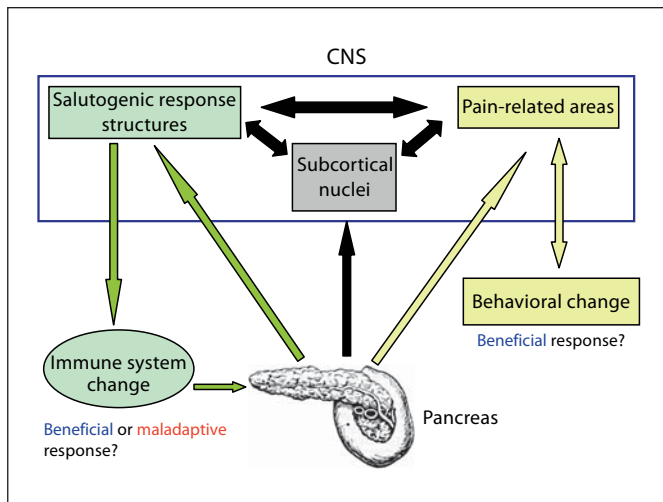 CNS
Salutogenic response
structures
Pain-related areas
Subcortical
nuclei
Behavioral change
Beneficial response?
Immune system
change
Beneficial or maladaptive
response?
Pancreas